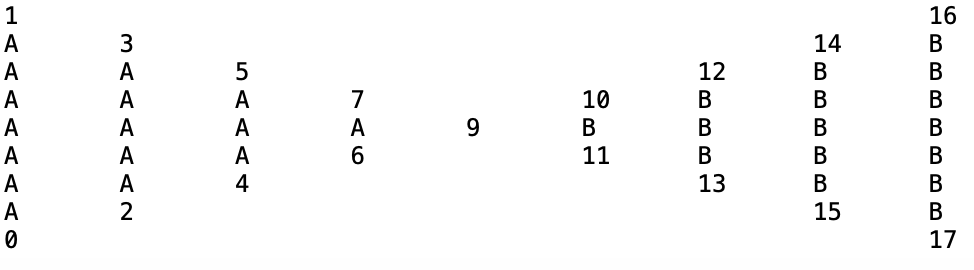 1 16
A 3 14 B
A A 5 12 B B
A A A 7 10 B B B
A A A A 9 B B B B
A A A 6 11 B B B
A A 4 13 B B
A 2 15 B
0 17